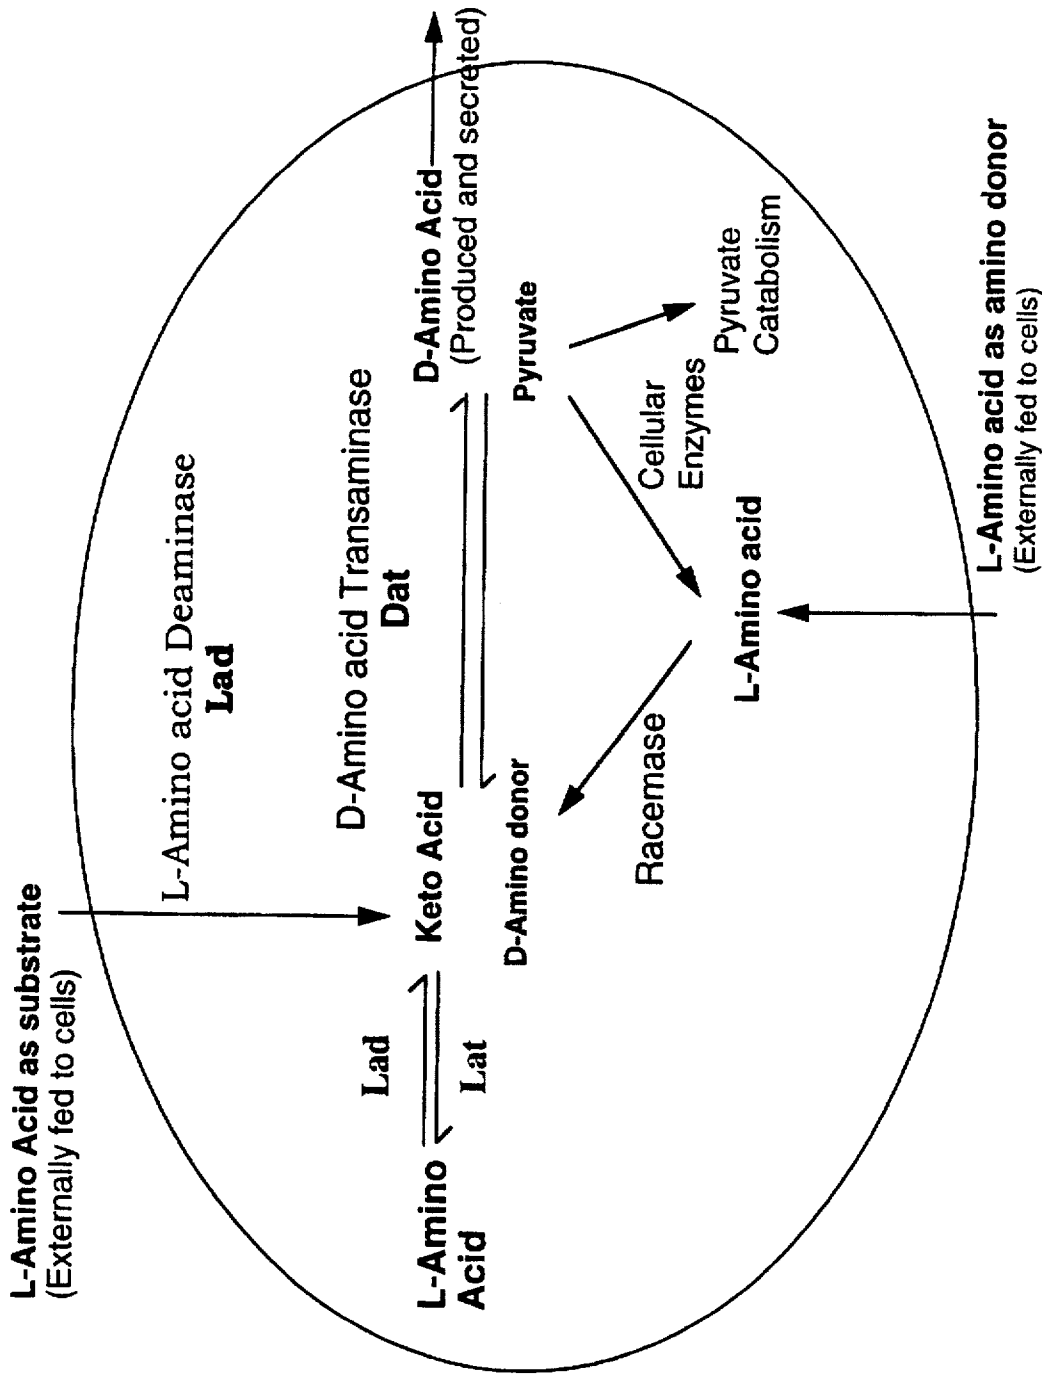 L-Amino Acid as substrate
(Externally fed to cells)
L-Amino acid Deaminase
Lad
D-Amino acid Transaminase
Dat
Lad
L-Amino
Acid
Lat
Keto Acid
D-Amino donor
D-Amino Acid
(Produced and secreted)
Pyruvate
Racemase
Cellular
Enzymes
Pyruvate
Catabolism
L-Amino acid
L-Amino acid as amino donor
(Externally fed to cells)